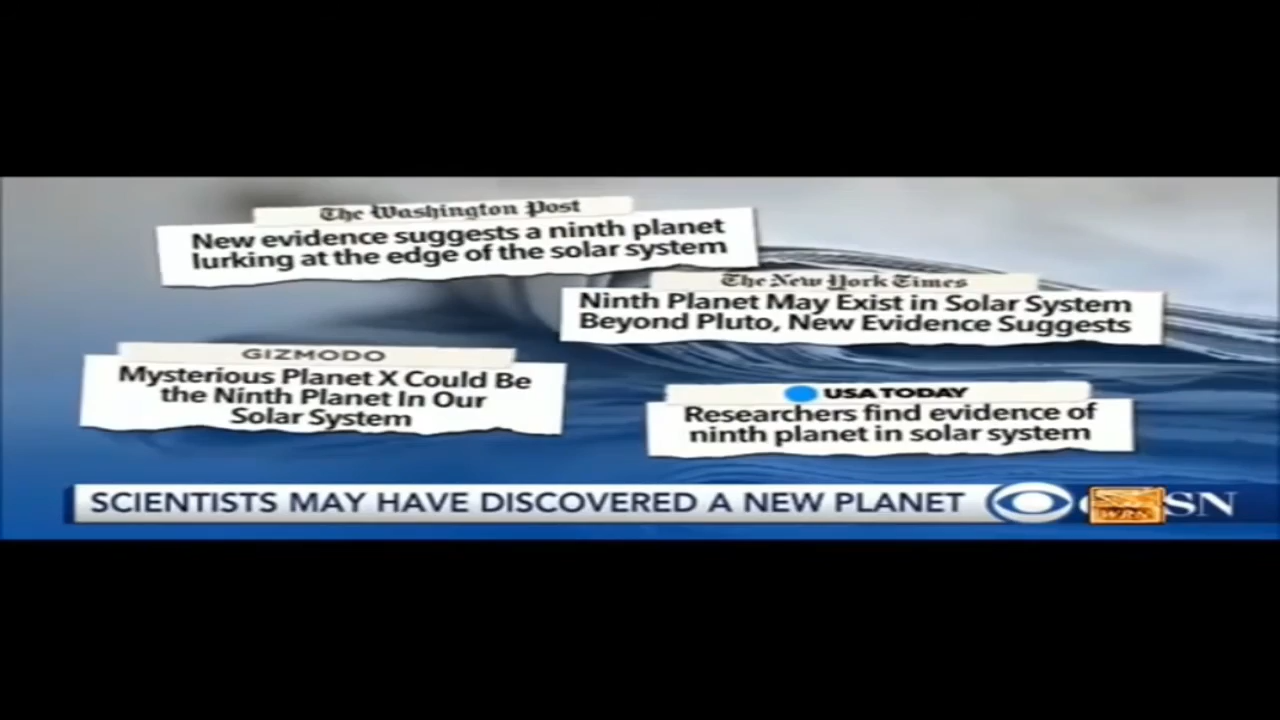 The Washington Post
New evidence suggests a ninth planet
lurking at the edge of the solar system
The New York Times
Ninth Planet May Exist in Solar System
Beyond Pluto, New Evidence Suggests
GIZMODO
Mysterious Planet X Could Be
the Ninth Planet In Our
Solar System
USA TODAY
Researchers find evidence of
ninth planet in solar system
SCIENTISTS MAY HAVE DISCOVERED A NEW PLANET
SN